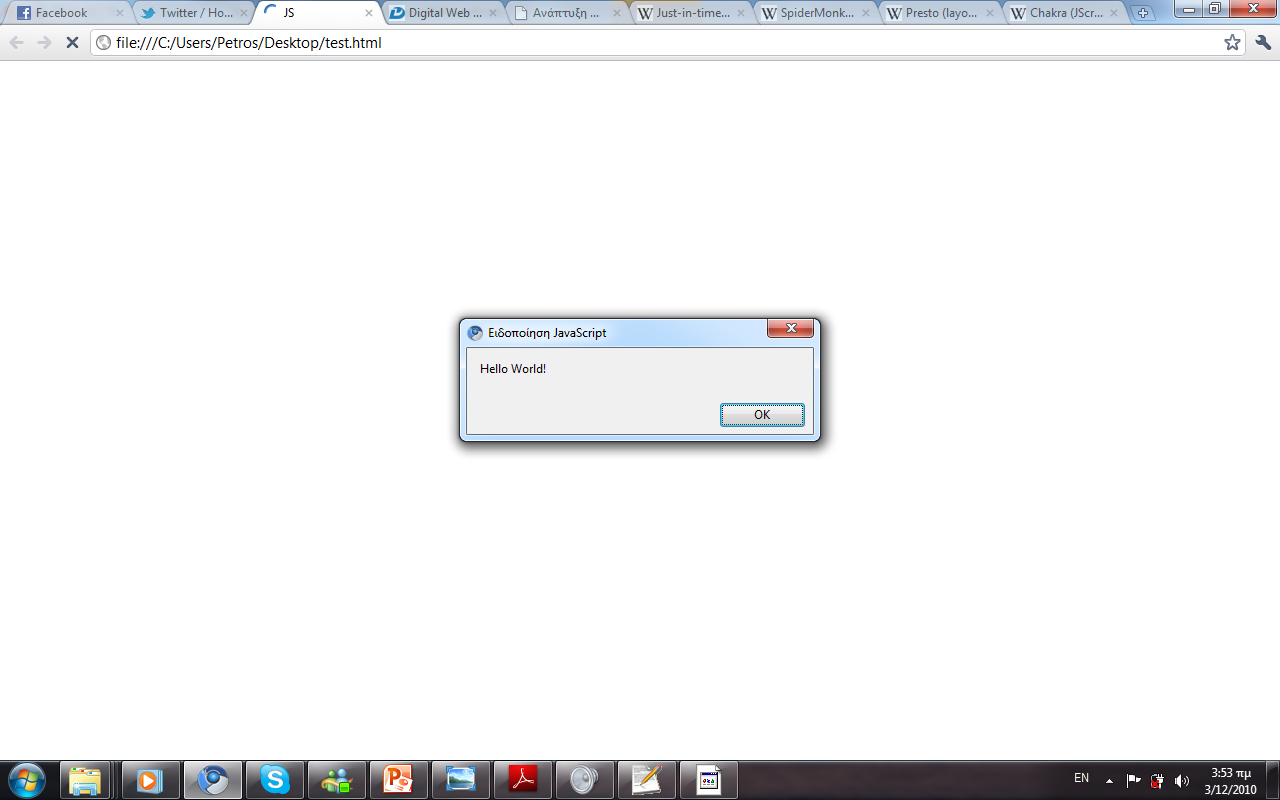 Facebook
Twitter / Ho...
JS
Digital Web ...
Ανάπτυξη ...
Just-in-time...
SpiderMonk...
Presto (layo...
Chakra (JScr...
file:///C:/Users/Petros/Desktop/test.html
Ειδοποίηση JavaScript
Hello World!
OK
EN
3:53 πμ
3/12/2010